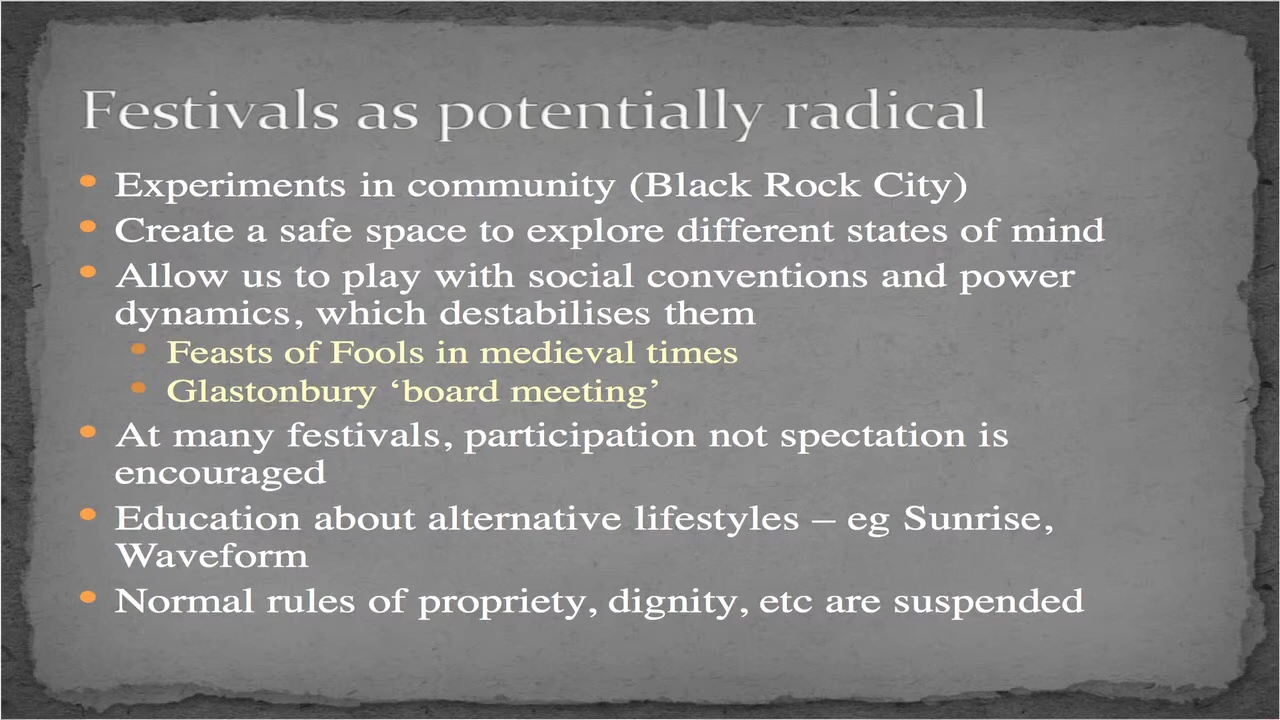 Festivals as potentially radical
• Experiments in community (Black Rock City)
• Create a safe space to explore different states of mind
• Allow us to play with social conventions and power
dynamics, which destabilises them
• Feasts of Fools in medieval times
• Glastonbury ‘board meeting’
• At many festivals, participation not spectation is
encouraged
• Education about alternative lifestyles – eg Sunrise,
Waveform
• Normal rules of propriety, dignity, etc are suspended